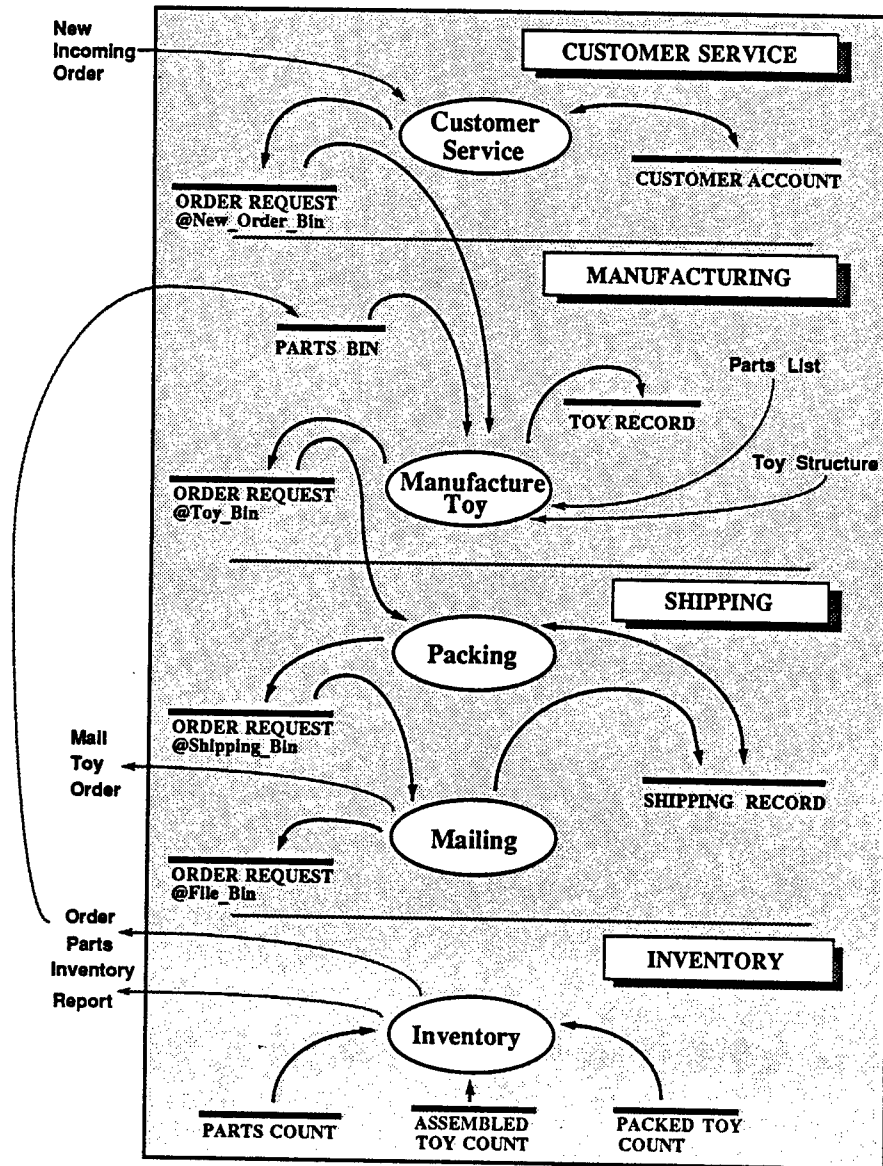 New
Incoming
Order
CUSTOMER SERVICE
Customer
Service
CUSTOMER ACCOUNT
ORDER REQUEST
@New_Order_Bin
MANUFACTURING
PARTS BIN
Parts List
TOY RECORD
Toy Structure
ORDER REQUEST
@Toy_Bin
Manufacture
Toy
SHIPPING
Packing
ORDER REQUEST
@Shipping_Bin
Mail
Toy
Order
SHIPPING RECORD
Mailing
ORDER REQUEST
@File_Bin
Order
Parts
Inventory
Report
INVENTORY
Inventory
PARTS COUNT
ASSEMBLED
TOY COUNT
PACKED TOY
COUNT